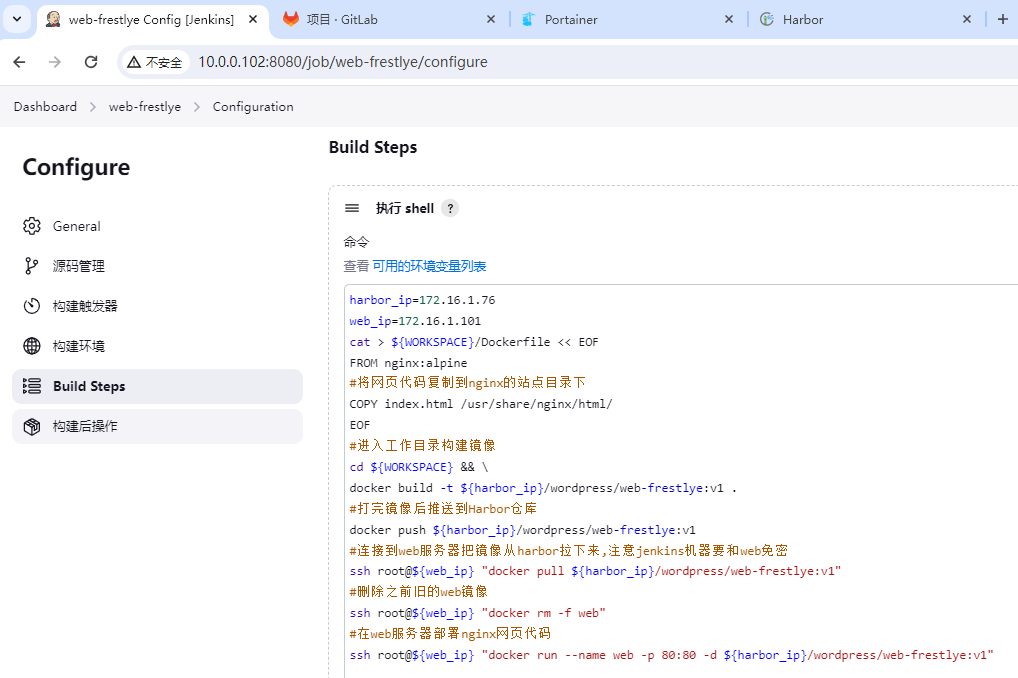 web-frestlye Config [Jenkins]
项目 · GitLab
Portainer
Harbor
不安全
10.0.0.102:8080/job/web-frestlye/configure
Dashboard
web-frestlye
Configuration
Configure
General
源码管理
构建触发器
构建环境
Build Steps
构建后操作
Build Steps
执行 shell ?
命令
查看 可用的环境变量列表
harbor_ip=172.16.1.76
web_ip=172.16.1.101
cat > ${WORKSPACE}/Dockerfile << EOF
FROM nginx:alpine
#将网页代码复制到nginx的站点目录下
COPY index.html /usr/share/nginx/html/
EOF
#进入工作目录构建镜像
cd ${WORKSPACE} && \
docker build -t ${harbor_ip}/wordpress/web-frestlye:v1 .
#打完镜像后推送到Harbor仓库
docker push ${harbor_ip}/wordpress/web-frestlye:v1
#连接到web服务器把镜像从harbor拉下来,注意jenkins机器要和web免密
ssh root@${web_ip} "docker pull ${harbor_ip}/wordpress/web-frestlye:v1"
#删除之前旧的web镜像
ssh root@${web_ip} "docker rm -f web"
#在web服务器部署nginx网页代码
ssh root@${web_ip} "docker run --name web -p 80:80 -d ${harbor_ip}/wordpress/web-frestlye:v1"